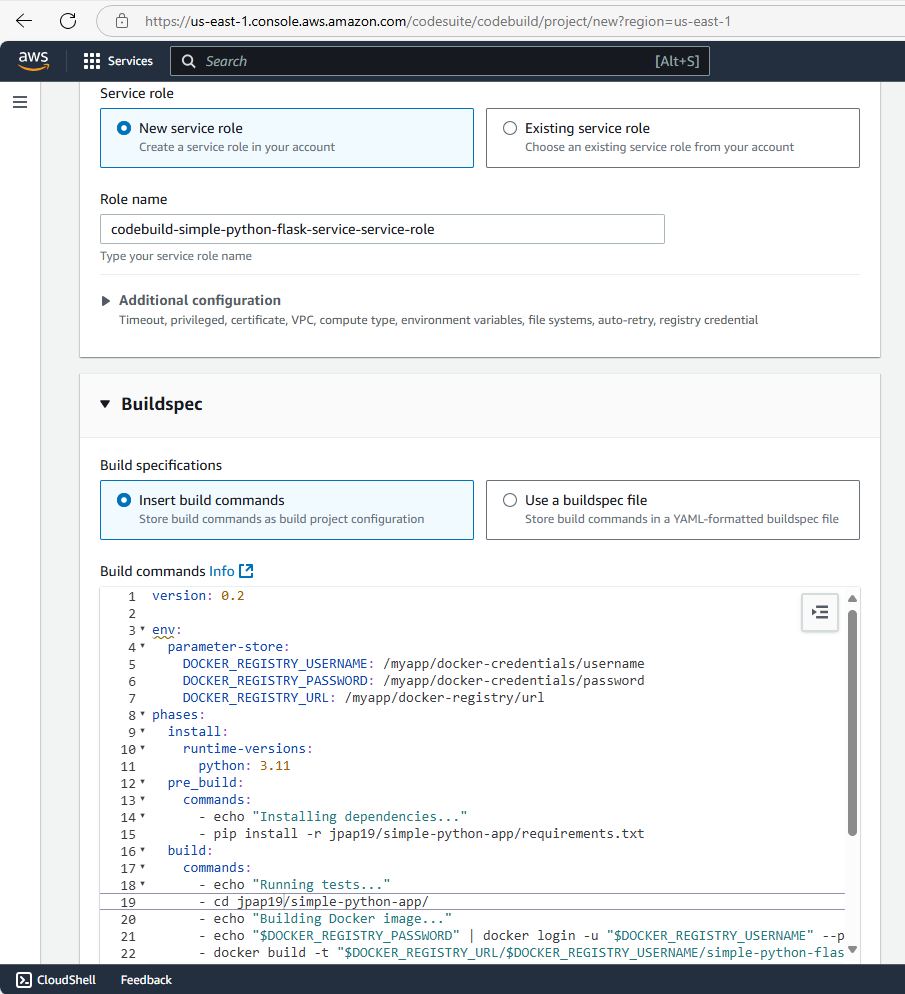 https://us-east-1.console.aws.amazon.com/codesuite/codebuild/project/new?region=us-east-1
aws Services Search [Alt+S]
Service role
New service role
Create a service role in your account
Existing service role
Choose an existing service role from your account
Role name
codebuild-simple-python-flask-service-service-role
Type your service role name
Additional configuration
Timeout, privileged, certificate, VPC, compute type, environment variables, file systems, auto-retry, registry credential
Buildspec
Build specifications
Insert build commands
Store build commands as build project configuration
Use a buildspec file
Store build commands in a YAML-formatted buildspec file
Build commands Info
1 version: 0.2
2
3 env:
4 parameter-store:
5 DOCKER_REGISTRY_USERNAME: /myapp/docker-credentials/username
6 DOCKER_REGISTRY_PASSWORD: /myapp/docker-credentials/password
7 DOCKER_REGISTRY_URL: /myapp/docker-registry/url
8 phases:
9 install:
10 runtime-versions:
11 python: 3.11
12 pre_build:
13 commands:
14 - echo "Installing dependencies..."
15 - pip install -r jpap19/simple-python-app/requirements.txt
16 build:
17 commands:
18 - echo "Running tests..."
19 - cd jpap19/simple-python-app/
20 - echo "Building Docker image..."
21 - echo "$DOCKER_REGISTRY_PASSWORD" | docker login -u "$DOCKER_REGISTRY_USERNAME" --p
22 - docker build -t "$DOCKER_REGISTRY_URL/$DOCKER_REGISTRY_USERNAME/simple-python-flas
CloudShell Feedback